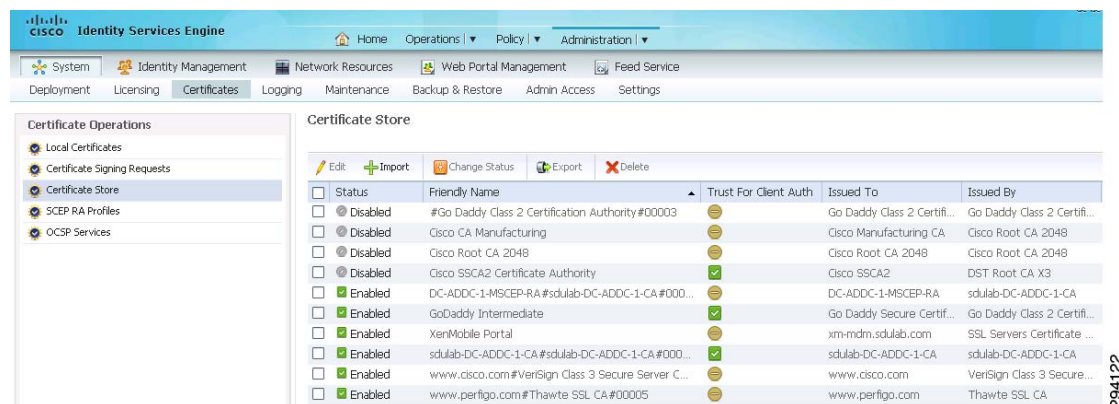 CISCO Identity Services Engine
Home Operations | ▼ Policy | ▼ Administration | ▼
System Identity Management Network Resources Web Portal Management Feed Service
Deployment Licensing Certificates Logging Maintenance Backup & Restore Admin Access Settings
Certificate Operations
Local Certificates
Certificate Signing Requests
Certificate Store
SCEP RA Profiles
OCSP Services
Certificate Store
Edit Import Change Status Export Delete
Status Friendly Name Trust For Client Auth Issued To Issued By
Disabled #Go Daddy Class 2 Certification Authority#00003 Go Daddy Class 2 Certifi... Go Daddy Class 2 Certifi...
Disabled Cisco CA Manufacturing Cisco Manufacturing CA Cisco Root CA 2048
Disabled Cisco Root CA 2048 Cisco Root CA 2048 Cisco Root CA 2048
Disabled Cisco SSCA2 Certificate Authority Cisco SSCA2 DST Root CA X3
Enabled DC-ADDC-1-MSCEP-RA#sdulab-DC-ADDC-1-CA#000... DC-ADDC-1-MSCEP-RA sdulab-DC-ADDC-1-CA
Enabled GoDaddy Intermediate Go Daddy Secure Certif... Go Daddy Class 2 Certifi...
Enabled XenMobile Portal xm-mdm.sdulab.com SSL Servers Certificate ...
Enabled sdulab-DC-ADDC-1-CA#sdulab-DC-ADDC-1-CA#000... sdulab-DC-ADDC-1-CA sdulab-DC-ADDC-1-CA
Enabled www.cisco.com#VeriSign Class 3 Secure Server C... www.cisco.com VeriSign Class 3 Secure...
Enabled www.perfigo.com#Thawte SSL CA#00005 www.perfigo.com Thawte SSL CA
294122